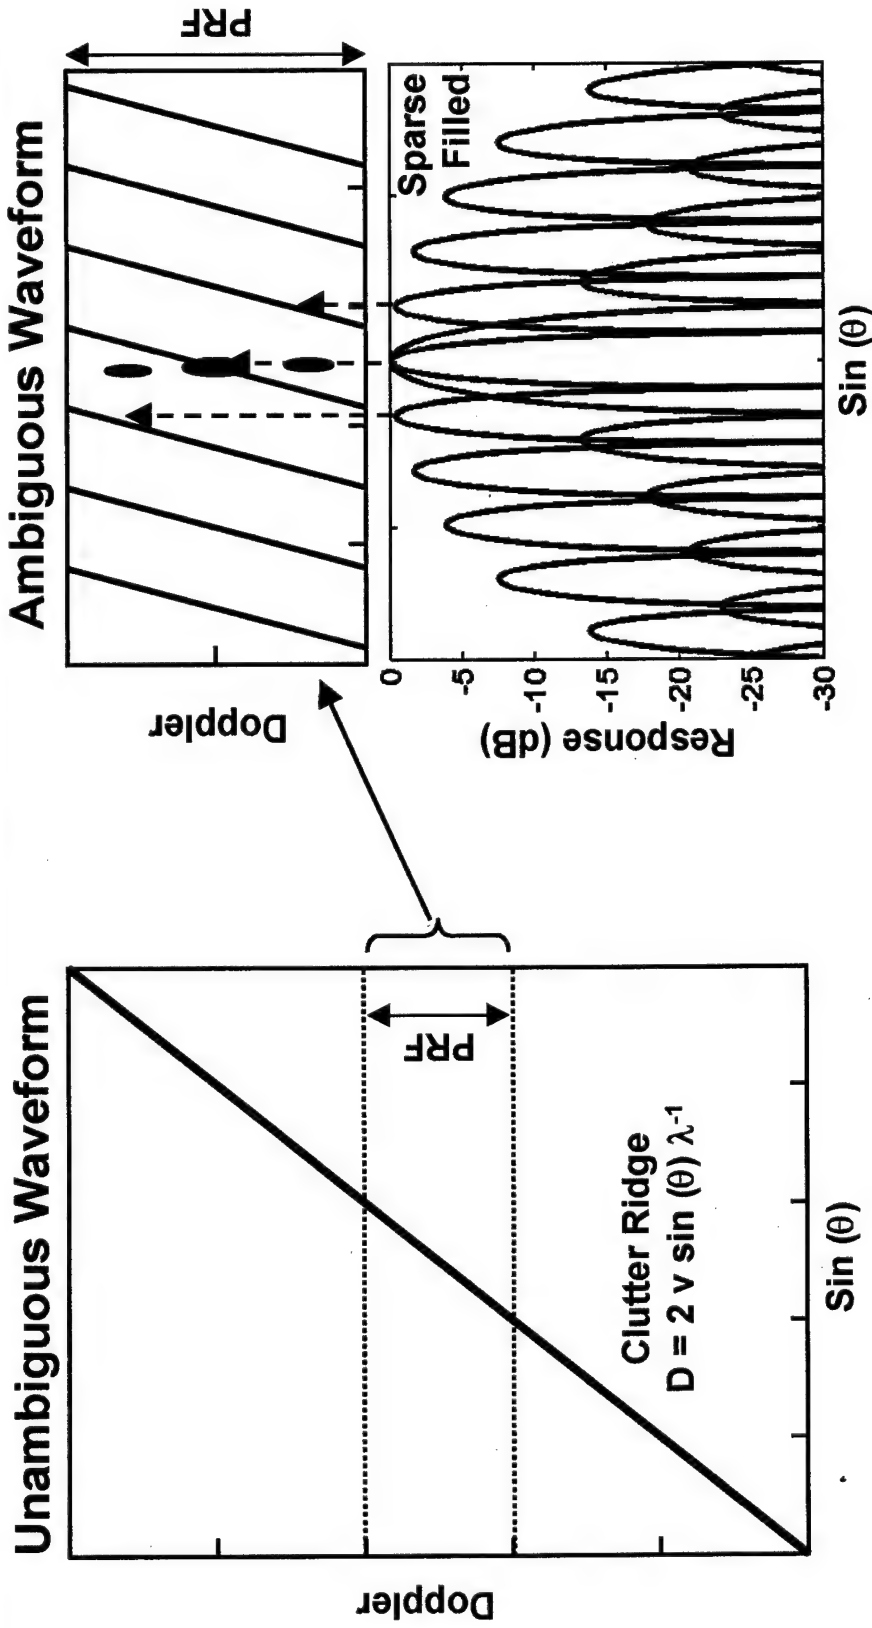 Unambiguous Waveform
Doppler
PRF
Clutter Ridge
D = 2 v sin (θ) λ⁻¹
Sin (θ)
Ambiguous Waveform
Doppler
PRF
Response (dB)
0
-5
-10
-15
-20
-25
-30
Sparse
Filled
Sin (θ)